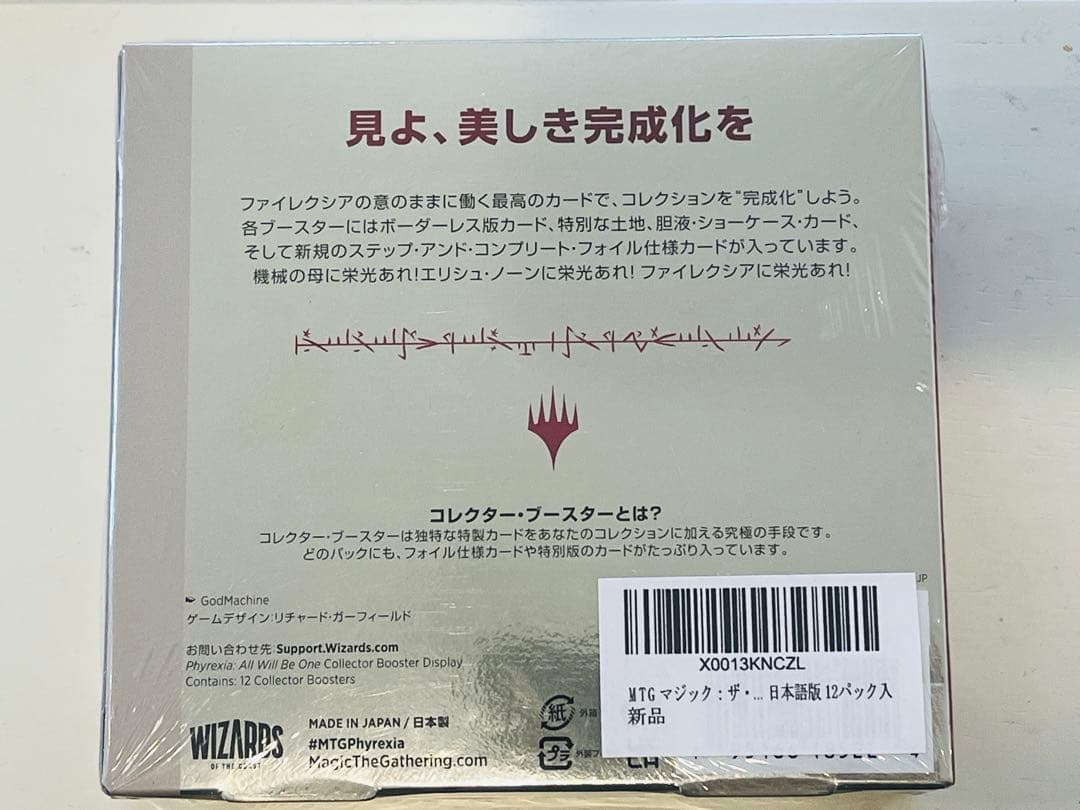 見よ、美しき完成化を
ファイレクシアの意のままに働く最高のカードで、コレクションを“完成化”しよう。
各ブースターにはボーダーレス版カード、特別な土地、胆液・ショーケース・カード、
そして新規のステップ・アンド・コンプリート・フォイル仕様カードが入っています。
機械の母に栄光あれ!エリシュ・ノーンに栄光あれ! ファイレクシアに栄光あれ!
コレクター・ブースターとは?
コレクター・ブースターは独特な特製カードをあなたのコレクションに加える究極の手段です。
どのパックにも、フォイル仕様カードや特別版のカードがたっぷり入っています。
JP
GodMachine
ゲームデザイン:リチャード・ガーフィールド
お問い合わせ先:Support.Wizards.com
Phyrexia: All Will Be One Collector Booster Display
Contains: 12 Collector Boosters
X0013KNCZL
MTG マジック:ザ・... 日本語版 12パック入
新品
WIZARDS
OF THE COAST
MADE IN JAPAN / 日本製
#MTGPhyrexia
MagicTheGathering.com
紙 外箱
プラ 外装フ